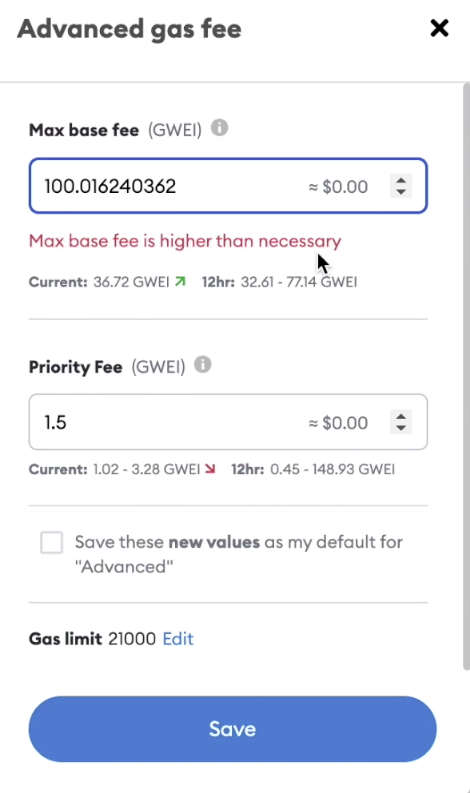 Advanced gas fee
Max base fee (GWEI)
100.016240362 ≈ $0.00
Max base fee is higher than necessary
Current: 36.72 GWEI 12hr: 32.61 - 77.14 GWEI
Priority Fee (GWEI)
1.5 ≈ $0.00
Current: 1.02 - 3.28 GWEI 12hr: 0.45 - 148.93 GWEI
Save these new values as my default for
"Advanced"
Gas limit 21000 Edit
Save